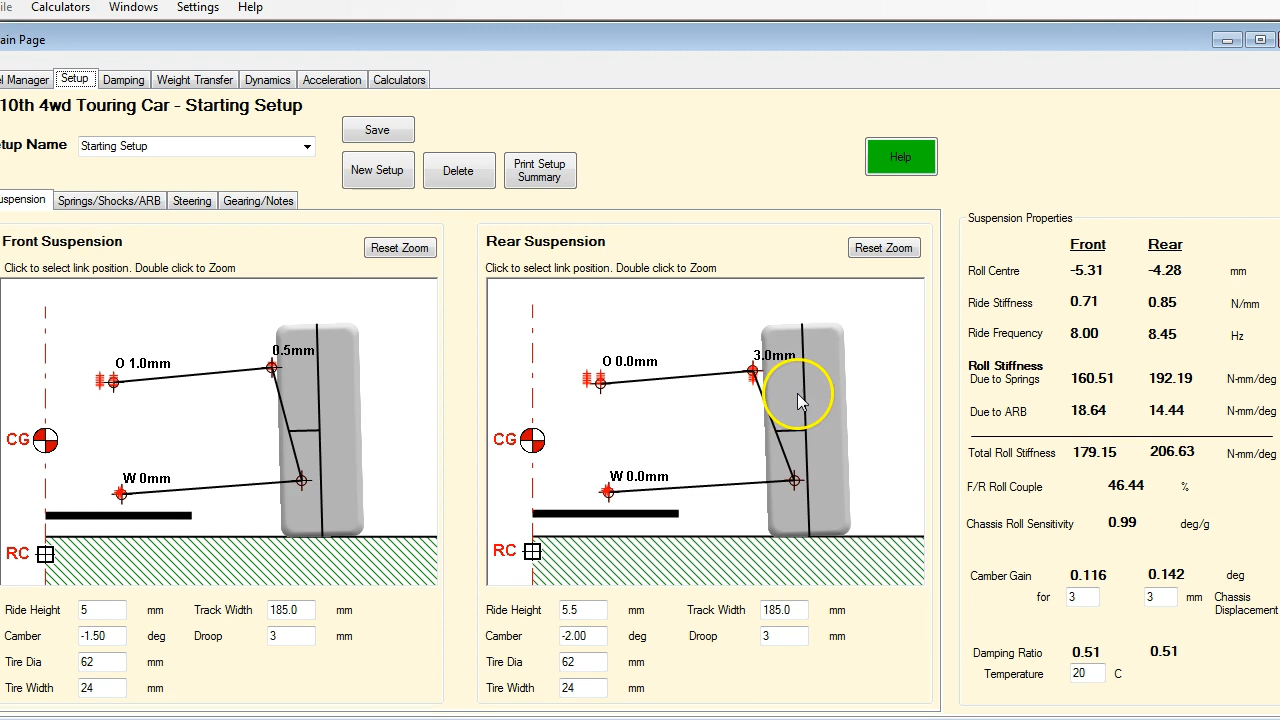 ile Calculators Windows Settings Help
ain Page
el Manager Setup Damping Weight Transfer Dynamics Acceleration Calculators
10th 4wd Touring Car - Starting Setup
tup Name Starting Setup
Save
New Setup Delete Print Setup Summary
Help
uspension Springs/Shocks/ARB Steering Gearing/Notes
Front Suspension Reset Zoom
Click to select link position. Double click to Zoom
O 1.0mm 0.5mm
CG
W 0mm
RC
Ride Height 5 mm Track Width 185.0 mm
Camber -1.50 deg Droop 3 mm
Tire Dia 62 mm
Tire Width 24 mm
Rear Suspension Reset Zoom
Click to select link position. Double click to Zoom
O 0.0mm 3.0mm
CG
W 0.0mm
RC
Ride Height 5.5 mm Track Width 185.0 mm
Camber -2.00 deg Droop 3 mm
Tire Dia 62 mm
Tire Width 24 mm
Suspension Properties
Front Rear
Roll Centre -5.31 -4.28 mm
Ride Stiffness 0.71 0.85 N/mm
Ride Frequency 8.00 8.45 Hz
Roll Stiffness
Due to Springs 160.51 192.19 N-mm/deg
Due to ARB 18.64 14.44 N-mm/deg
Total Roll Stiffness 179.15 206.63 N-mm/deg
F/R Roll Couple 46.44 %
Chassis Roll Sensitivity 0.99 deg/g
Camber Gain 0.116 0.142 deg
for 3 3 mm Chassis
Displacement
Damping Ratio 0.51 0.51
Temperature 20 C